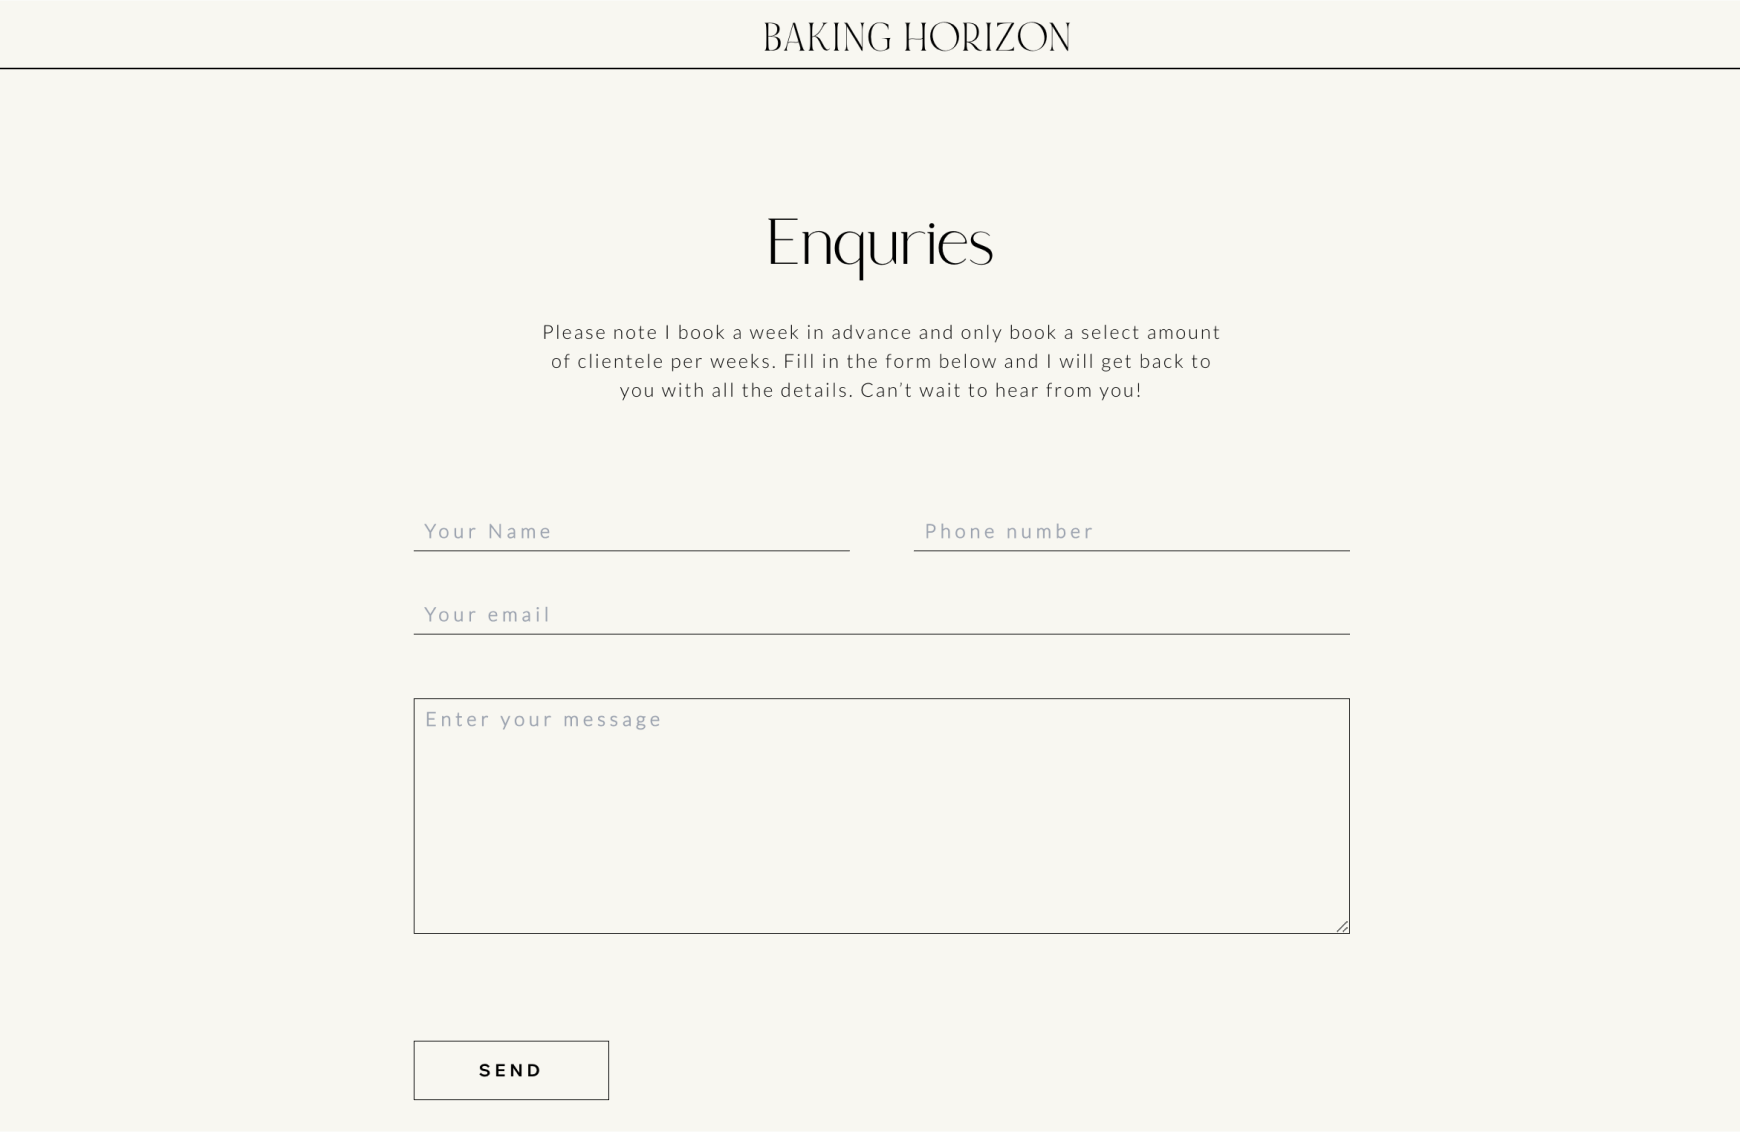 BAKING HORIZON
Enquries
Please note I book a week in advance and only book a select amount
of clientele per weeks. Fill in the form below and I will get back to
you with all the details. Can't wait to hear from you!
Your Name
Phone number
Your email
Enter your message
SEND